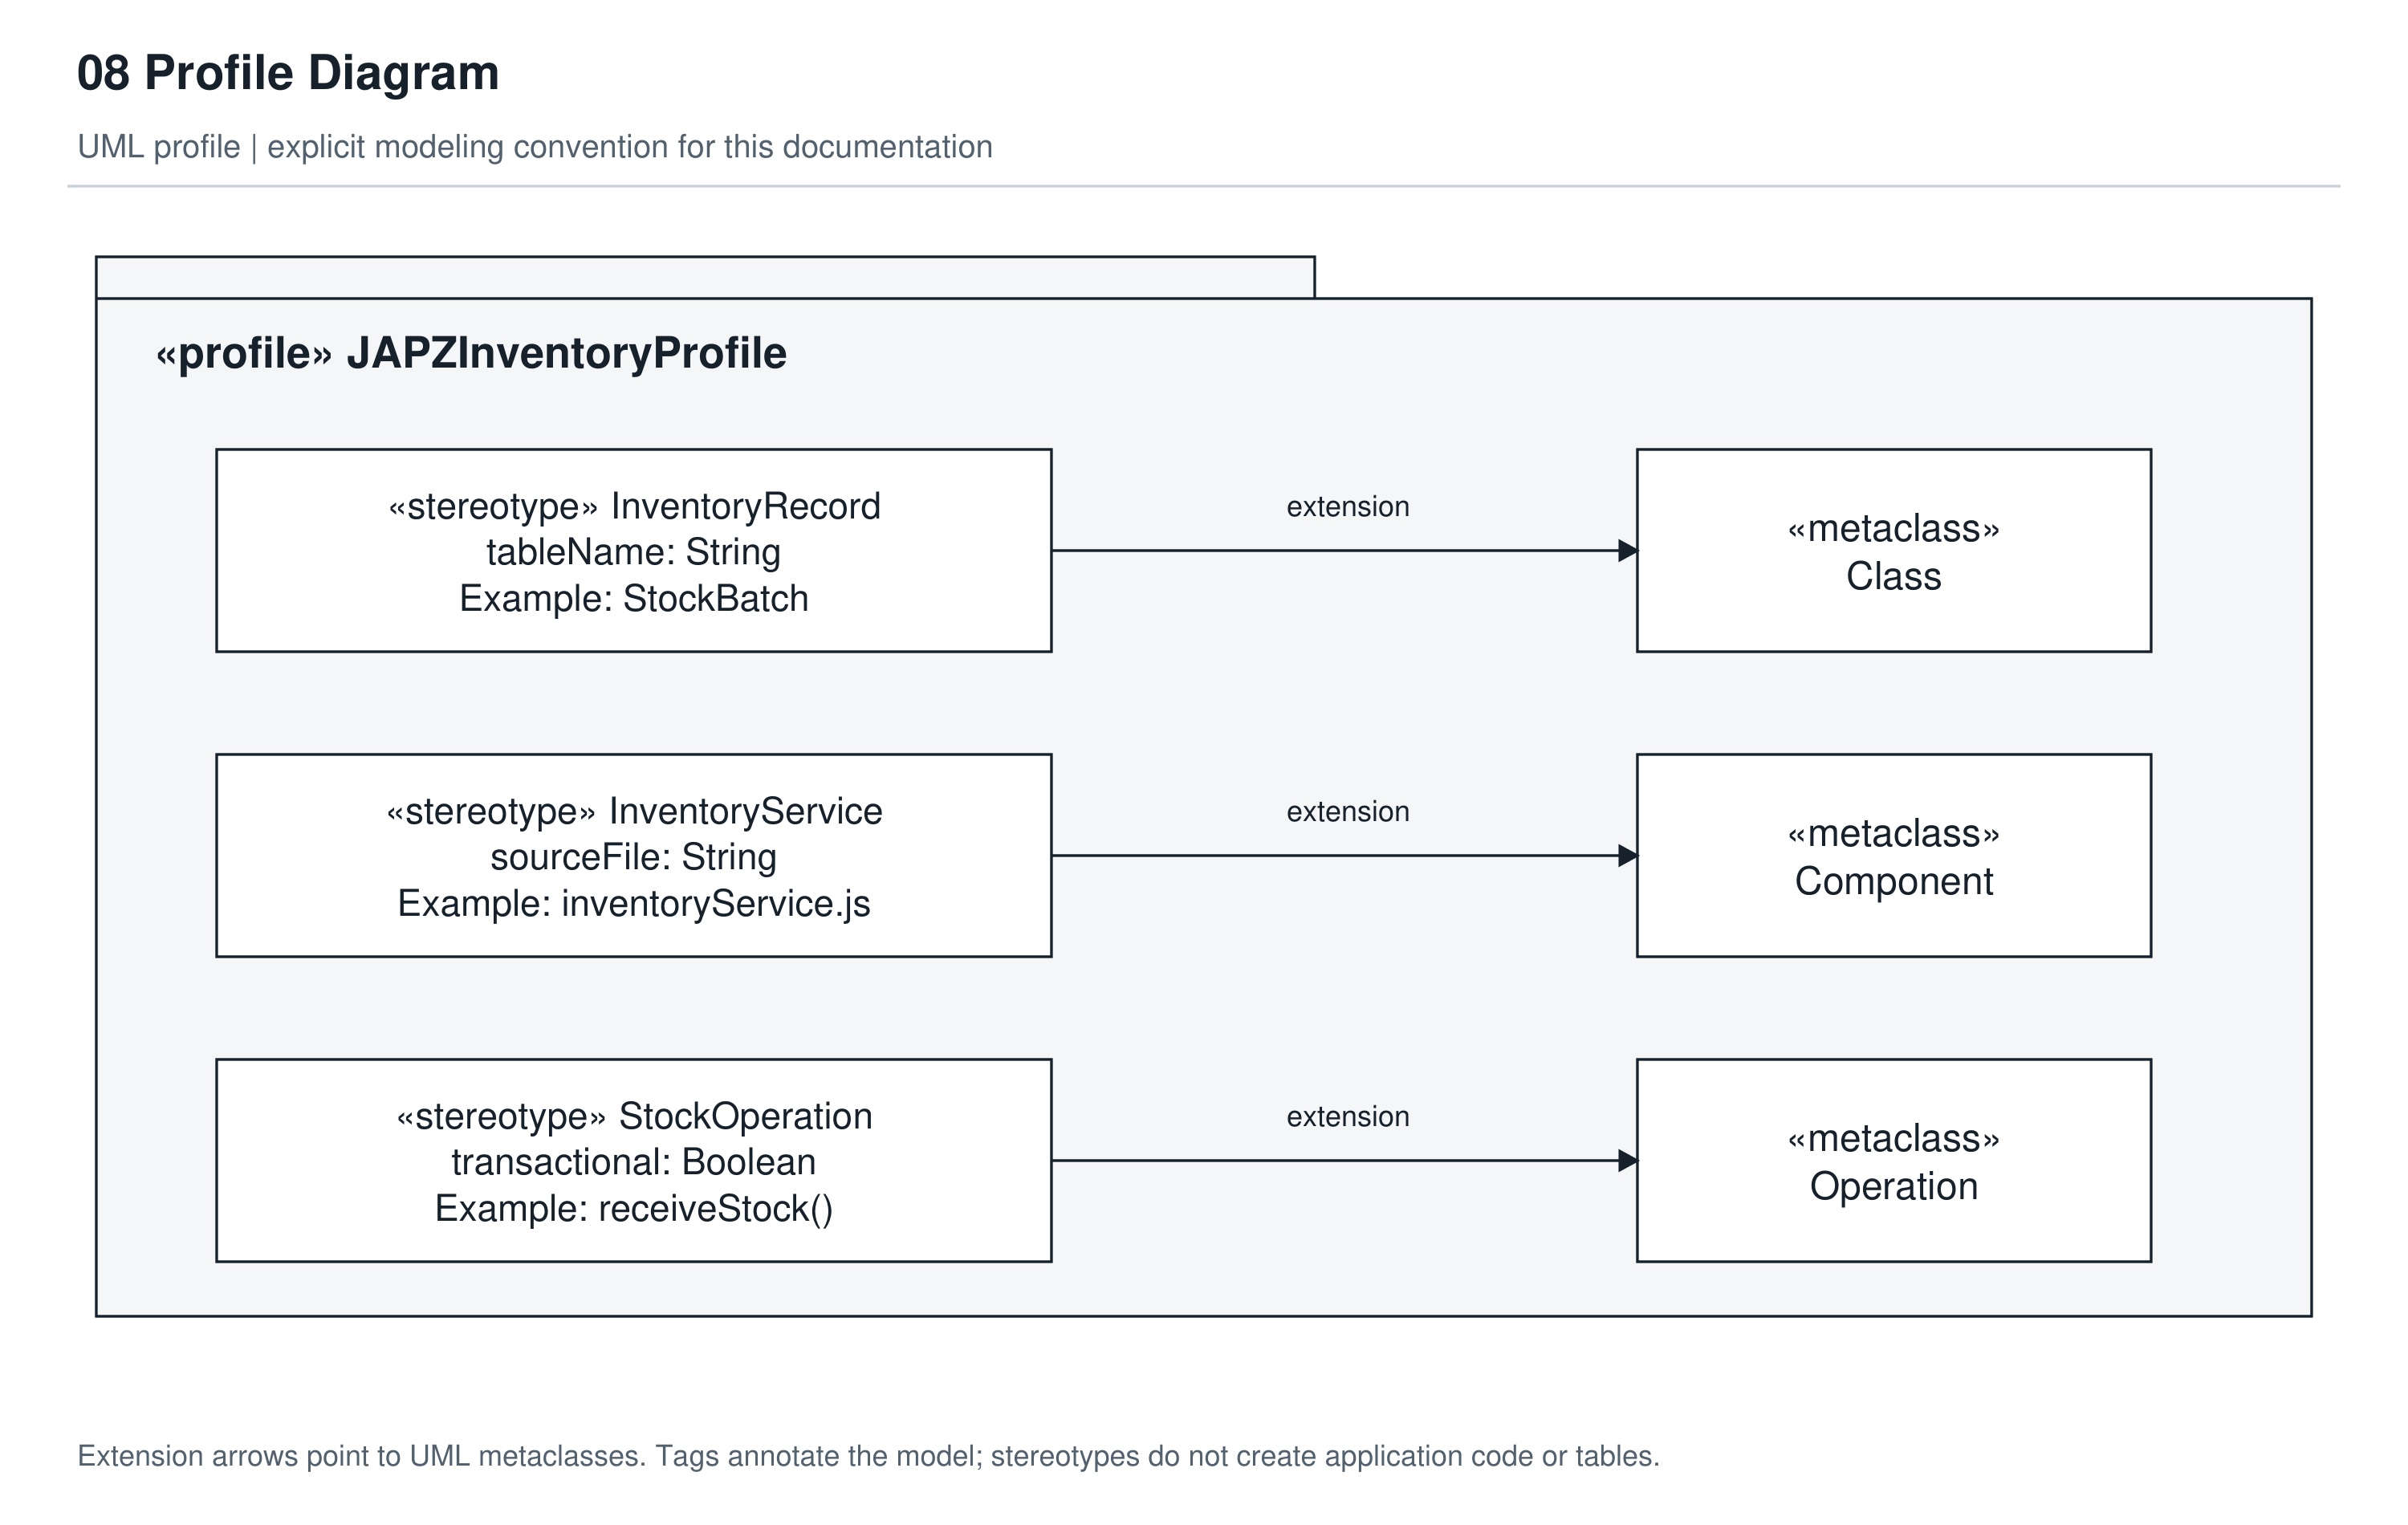 08 Profile Diagram
UML profile | explicit modeling convention for this documentation
«profile» JAPZInventoryProfile
«stereotype» InventoryRecord
tableName: String
Example: StockBatch
extension
«metaclass»
Class
«stereotype» InventoryService
sourceFile: String
Example: inventoryService.js
extension
«metaclass»
Component
«stereotype» StockOperation
transactional: Boolean
Example: receiveStock()
extension
«metaclass»
Operation
Extension arrows point to UML metaclasses. Tags annotate the model; stereotypes do not create application code or tables.